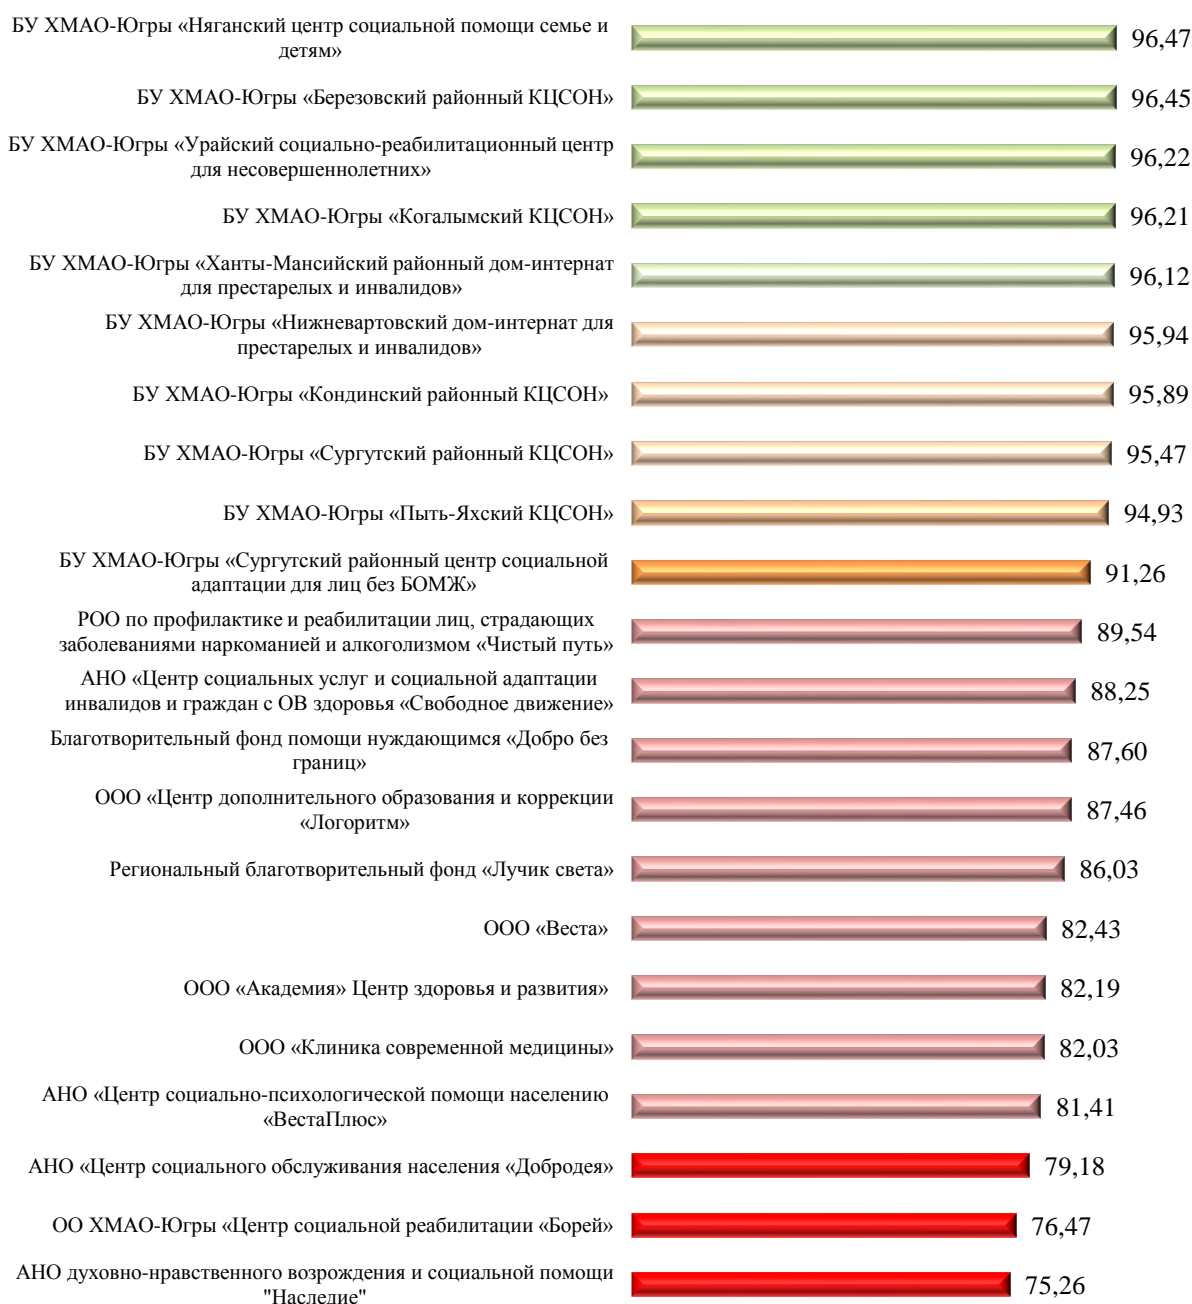 БУ ХМАО-Югры «Няганский центр социальной помощи семье и
детям»
96,47
БУ ХМАО-Югры «Березовский районный КЦСОН»
96,45
БУ ХМАО-Югры «Урайский социально-реабилитационный центр
для несовершеннолетних»
96,22
БУ ХМАО-Югры «Когалымский КЦСОН»
96,21
БУ ХМАО-Югры «Ханты-Мансийский районный дом-интернат
для престарелых и инвалидов»
96,12
БУ ХМАО-Югры «Нижневартовский дом-интернат для
престарелых и инвалидов»
95,94
БУ ХМАО-Югры «Кондинский районный КЦСОН»
95,89
БУ ХМАО-Югры «Сургутский районный КЦСОН»
95,47
БУ ХМАО-Югры «Пыть-Яхский КЦСОН»
94,93
БУ ХМАО-Югры «Сургутский районный центр социальной
адаптации для лиц без БОМЖ»
91,26
РОО по профилактике и реабилитации лиц, страдающих
заболеваниями наркоманией и алкоголизмом «Чистый путь»
89,54
АНО «Центр социальных услуг и социальной адаптации
инвалидов и граждан с ОВ здоровья «Свободное движение»
88,25
Благотворительный фонд помощи нуждающимся «Добро без
границ»
87,60
ООО «Центр дополнительного образования и коррекции
«Логоритм»
87,46
Региональный благотворительный фонд «Лучик света»
86,03
ООО «Веста»
82,43
ООО «Академия» Центр здоровья и развития»
82,19
ООО «Клиника современной медицины»
82,03
АНО «Центр социально-психологической помощи населению
«ВестаПлюс»
81,41
АНО «Центр социального обслуживания населения «Добродея»
79,18
ОО ХМАО-Югры «Центр социальной реабилитации «Борей»
76,47
АНО духовно-нравственного возрождения и социальной помощи
"Наследие"
75,26